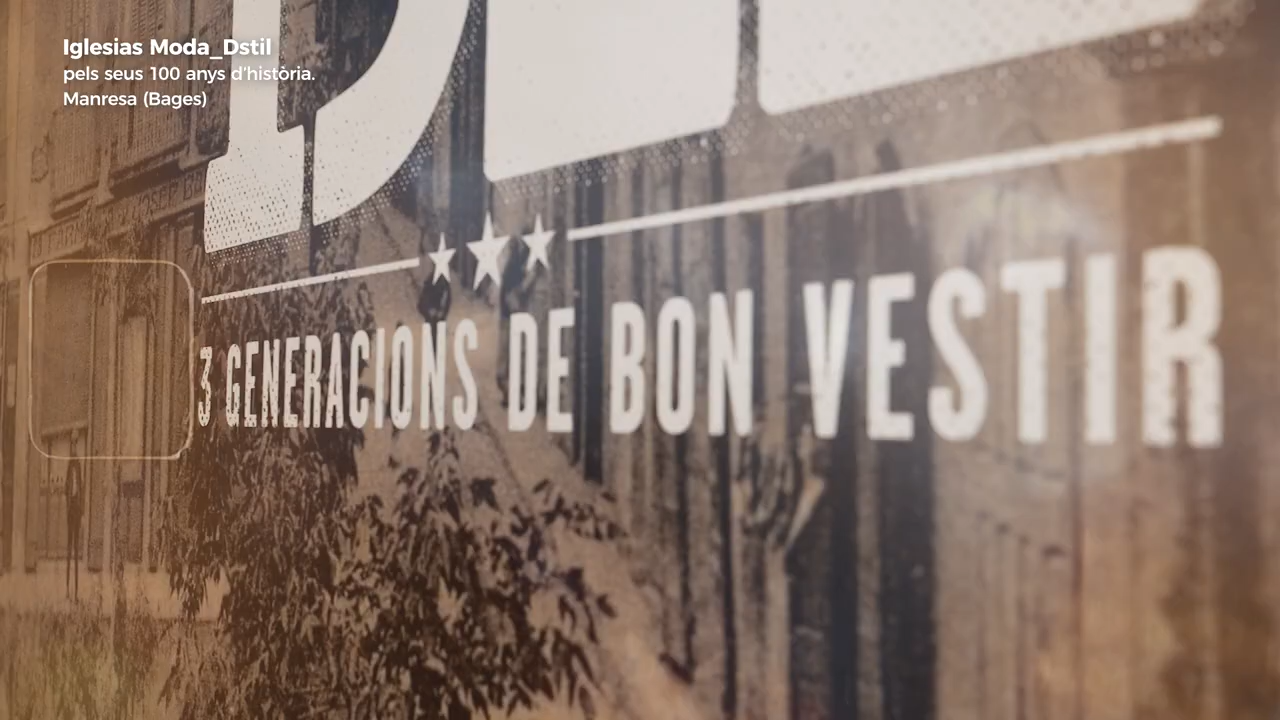 Iglesias Moda_Dstil
pels seus 100 anys d'història.
Manresa (Bages)
3 GENERACIONS DE BON VESTIR